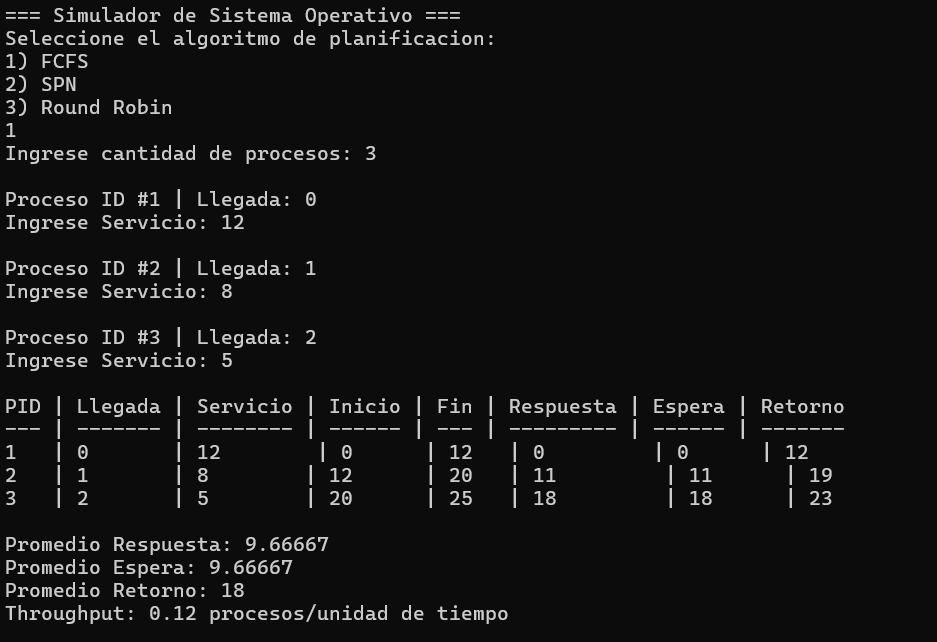 === Simulador de Sistema Operativo ===
Seleccione el algoritmo de planificacion:
1) FCFS
2) SPN
3) Round Robin
1
Ingrese cantidad de procesos: 3

Proceso ID #1 | Llegada: 0
Ingrese Servicio: 12

Proceso ID #2 | Llegada: 1
Ingrese Servicio: 8

Proceso ID #3 | Llegada: 2
Ingrese Servicio: 5

PID | Llegada | Servicio | Inicio | Fin | Respuesta | Espera | Retorno
--- | ------- | -------- | ------ | --- | --------- | ------ | -------
1   | 0       | 12        | 0      | 12  | 0         | 0      | 12
2   | 1       | 8        | 12      | 20  | 11         | 11      | 19
3   | 2       | 5        | 20      | 25  | 18         | 18      | 23

Promedio Respuesta: 9.66667
Promedio Espera: 9.66667
Promedio Retorno: 18
Throughput: 0.12 procesos/unidad de tiempo